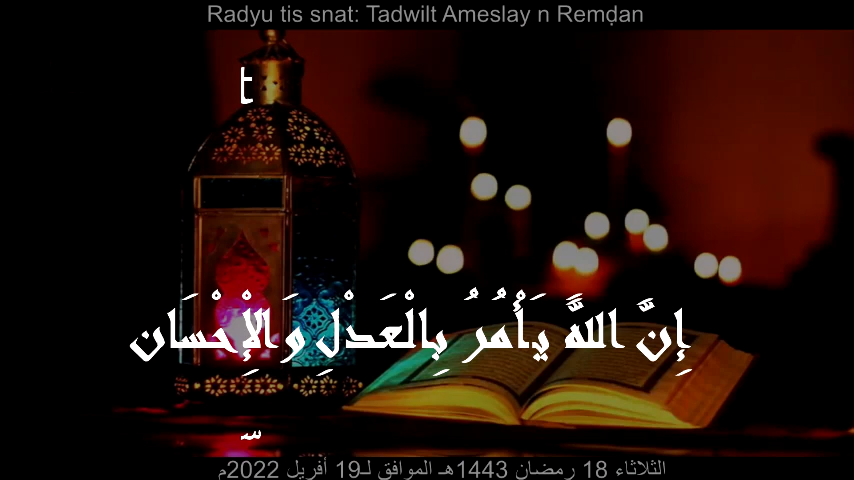 Radyu tis snat: Tadwilt Ameslay n Remḍan
t
إِنَّ اللَّهَ يَأْمُرُ بِالْعَدْلِ وَالْإِحْسَان
الثلاثاء 18 رمضان 1443هـ الموافق لـ19 أفريل 2022م